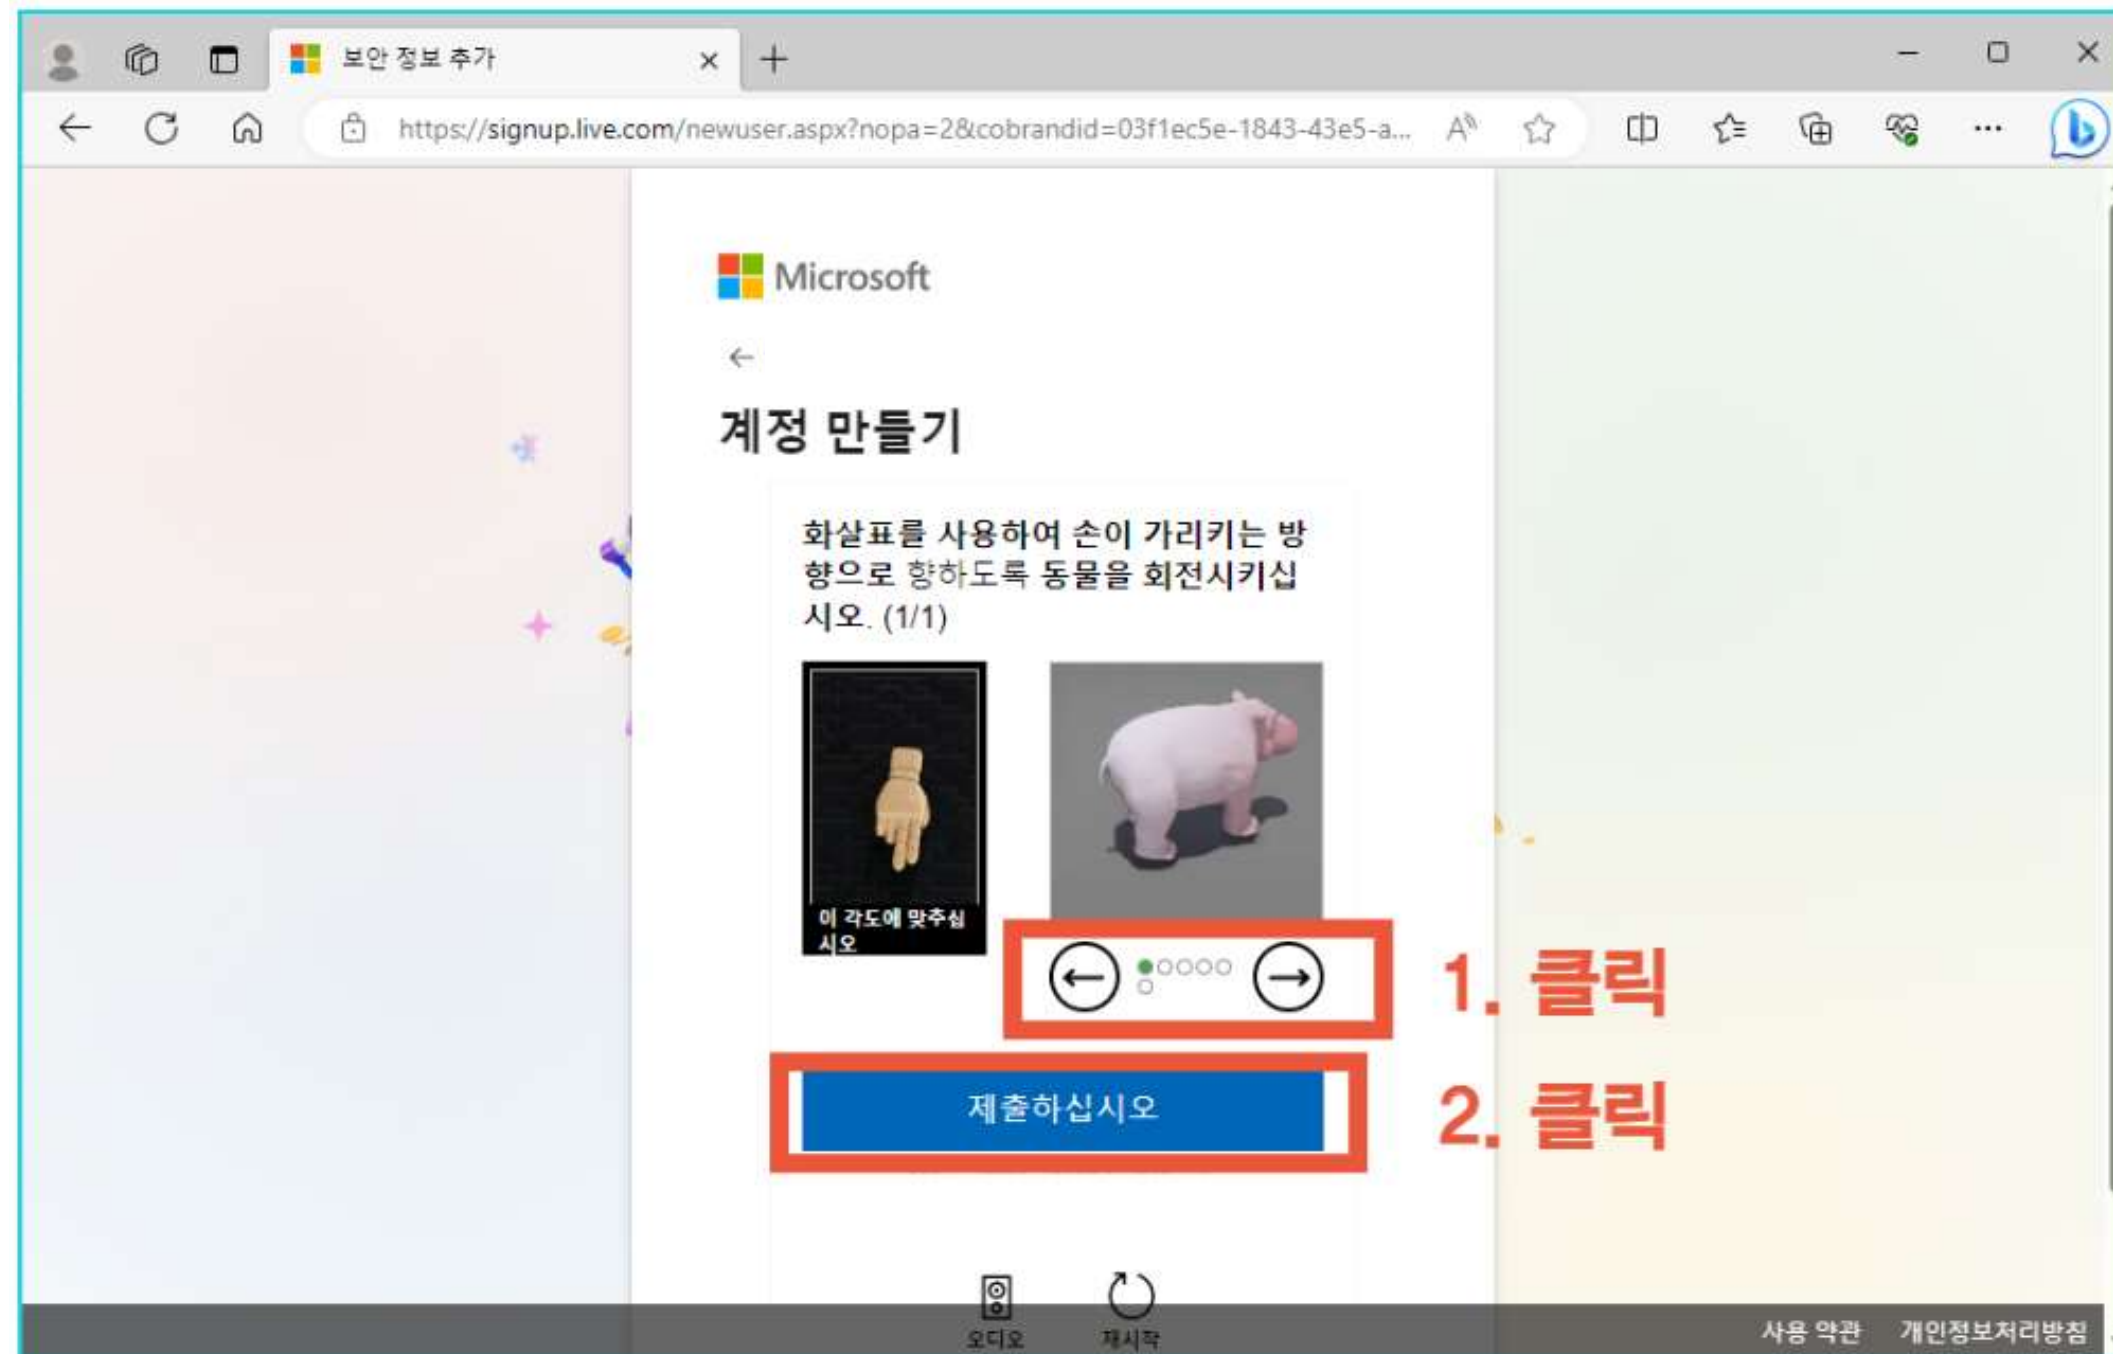 보안 정보 추가
https://signup.live.com/newuser.aspx?nopa=2&cobrandid=03f1ec5e-1843-43e5-a...
Microsoft
계정 만들기
화살표를 사용하여 손이 가리키는 방
향으로 향하도록 동물을 회전시키십
시오. (1/1)
이 각도에 맞추십
시오
1. 클릭
제출하십시오
2. 클릭
오디오
재시작
사용 약관
개인정보처리방침